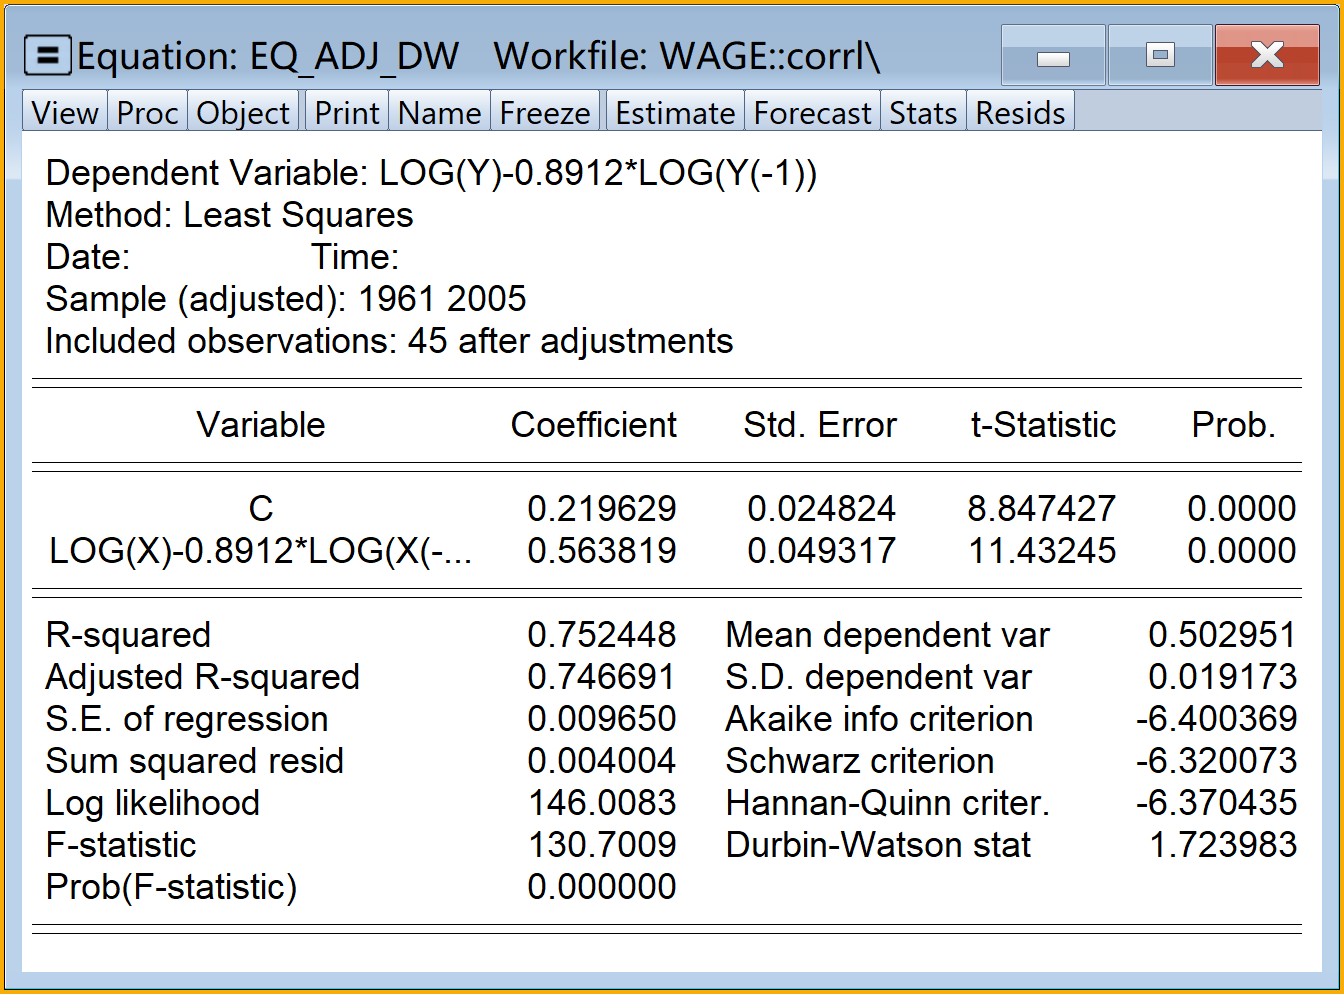 Equation: EQ_ADJ_DW Workfile: WAGE::corrl\
View Proc Object Print Name Freeze Estimate Forecast Stats Resids
Dependent Variable: LOG(Y)-0.8912*LOG(Y(-1))
Method: Least Squares
Date: Time:
Sample (adjusted): 1961 2005
Included observations: 45 after adjustments
Variable Coefficient Std. Error t-Statistic Prob.
C 0.219629 0.024824 8.847427 0.0000
LOG(X)-0.8912*LOG(X(-... 0.563819 0.049317 11.43245 0.0000
R-squared 0.752448 Mean dependent var 0.502951
Adjusted R-squared 0.746691 S.D. dependent var 0.019173
S.E. of regression 0.009650 Akaike info criterion -6.400369
Sum squared resid 0.004004 Schwarz criterion -6.320073
Log likelihood 146.0083 Hannan-Quinn criter. -6.370435
F-statistic 130.7009 Durbin-Watson stat 1.723983
Prob(F-statistic) 0.000000